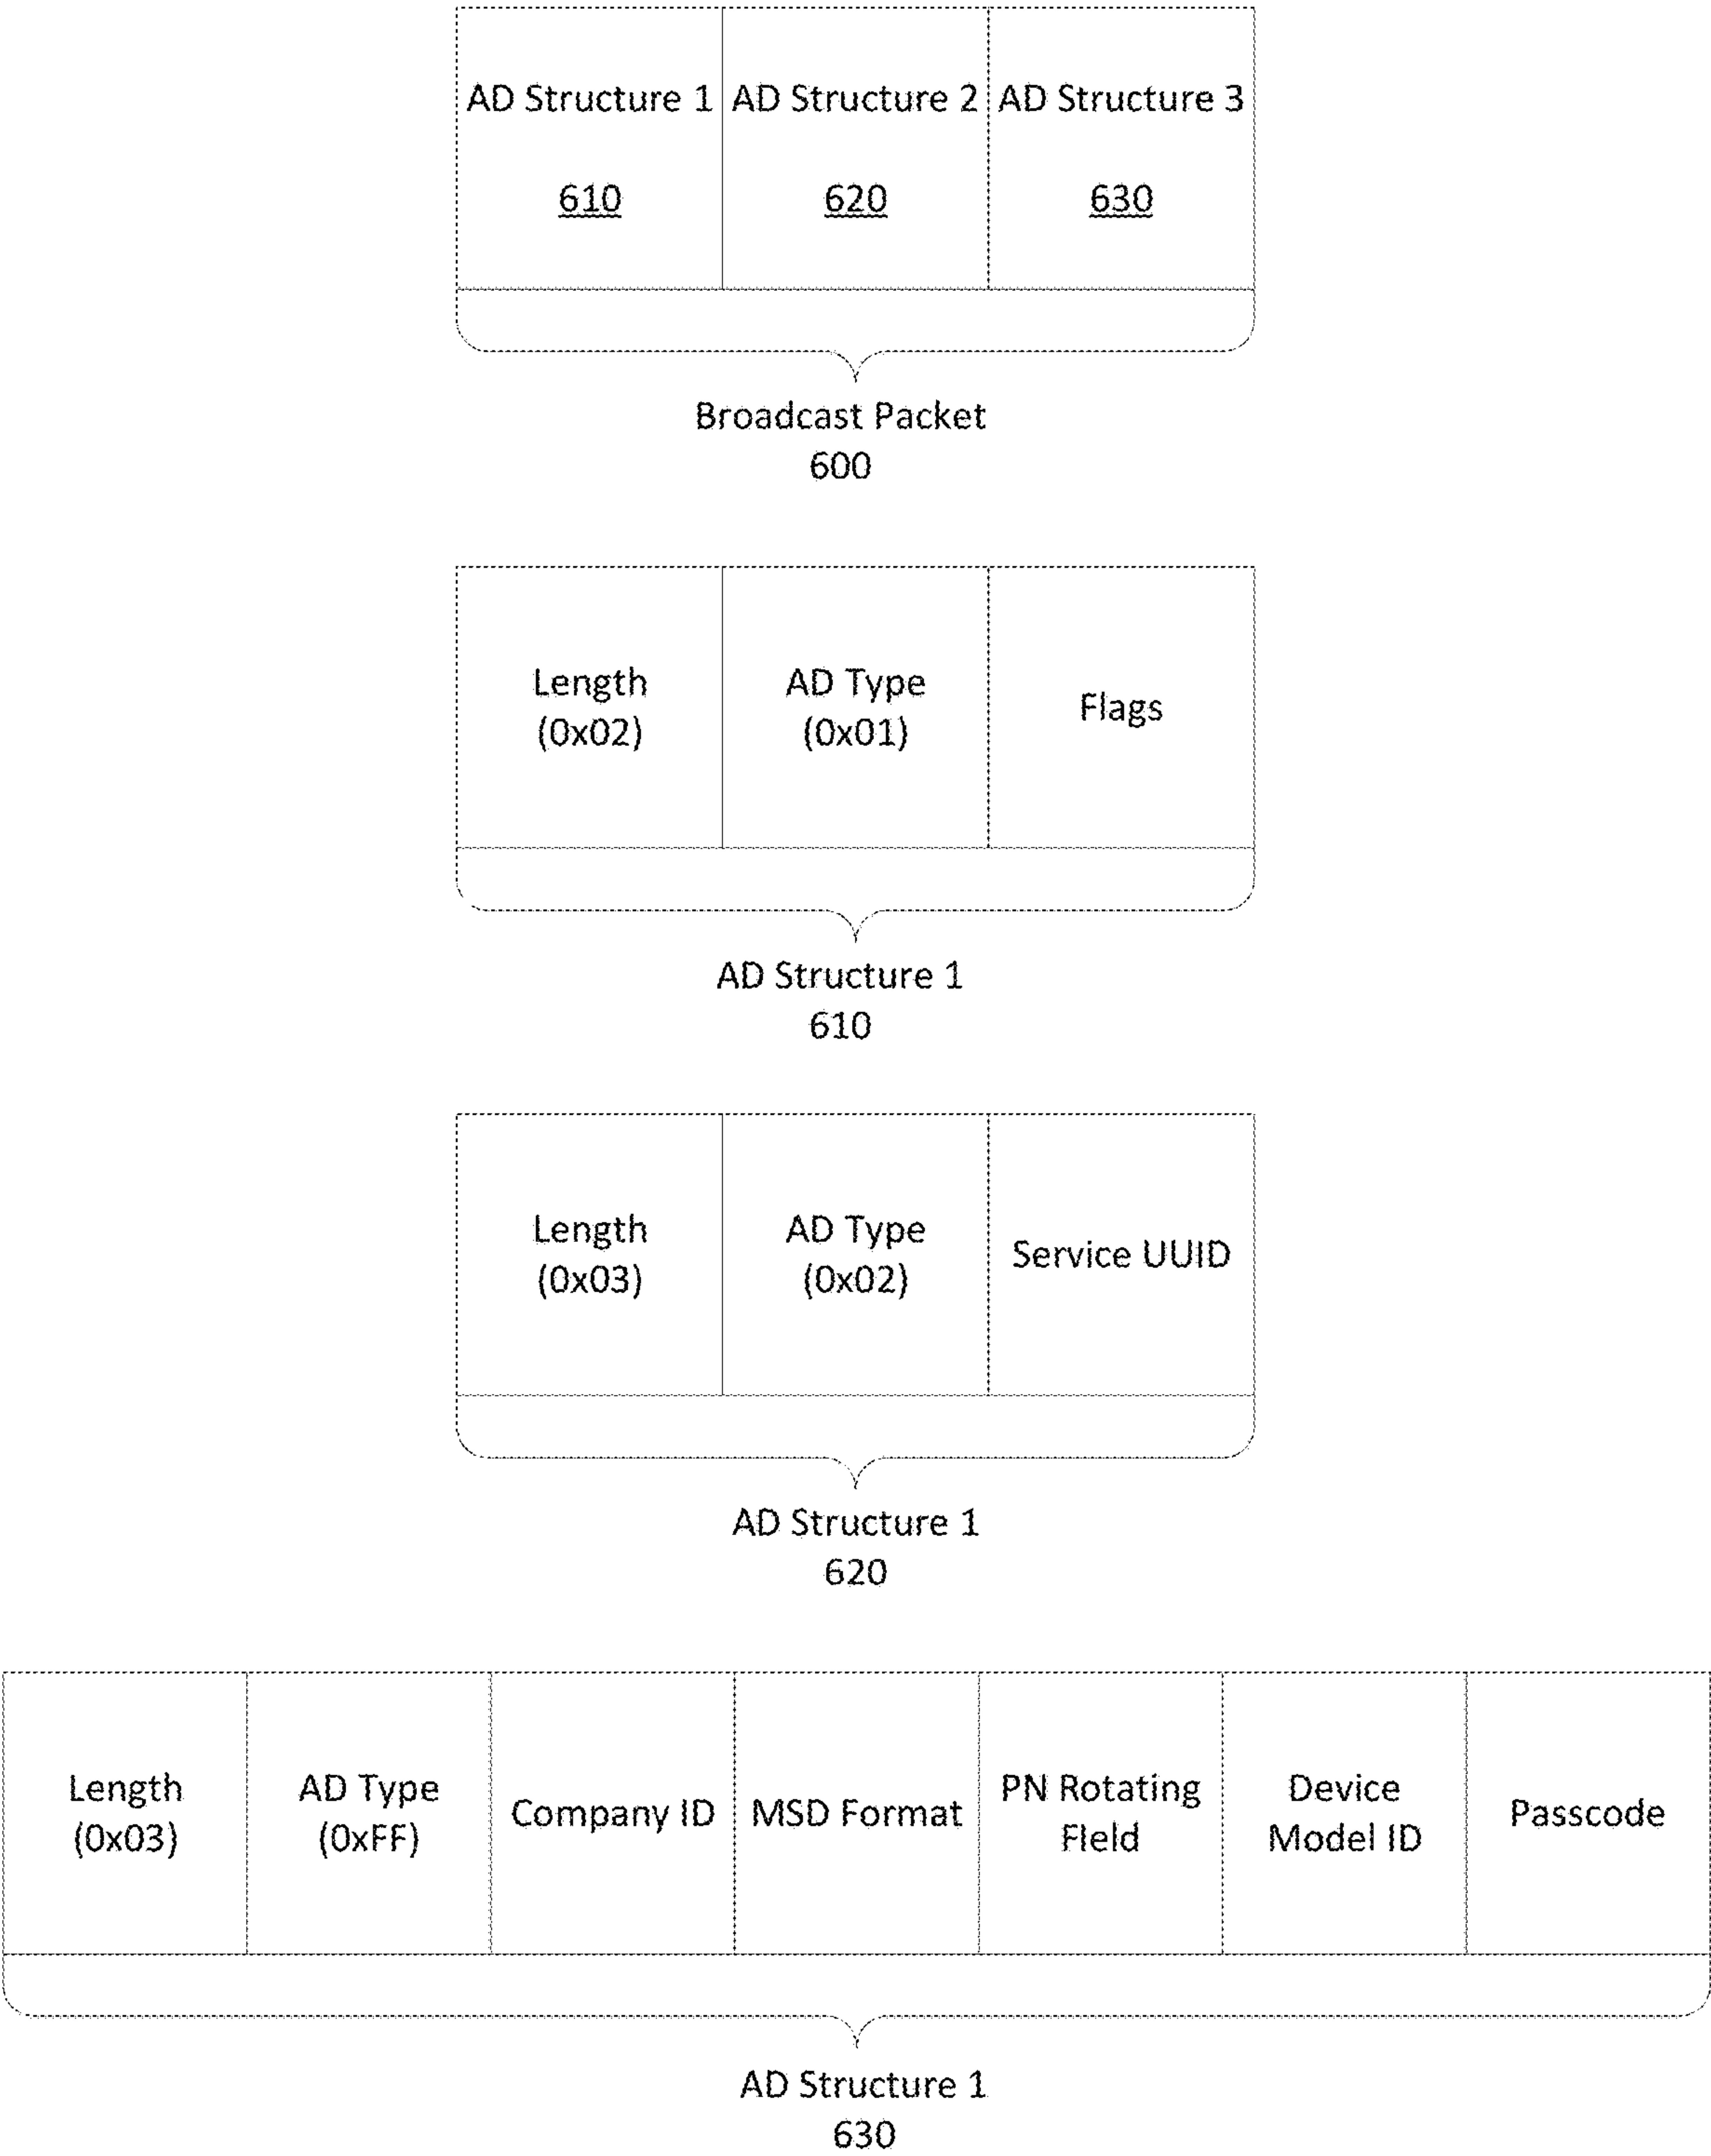 AD Structure 1 AD Structure 2 AD Structure 3
610 620 630
Broadcast Packet
600
Length AD Type Flags
(0x02) (0x01)
AD Structure 1
610
Length AD Type Service UUID
(0x03) (0x02)
AD Structure 1
620
Length AD Type Company ID MSD Format PN Rotating Device Passcode
(0x03) (0xFF) FIeld Model ID
AD Structure 1
630